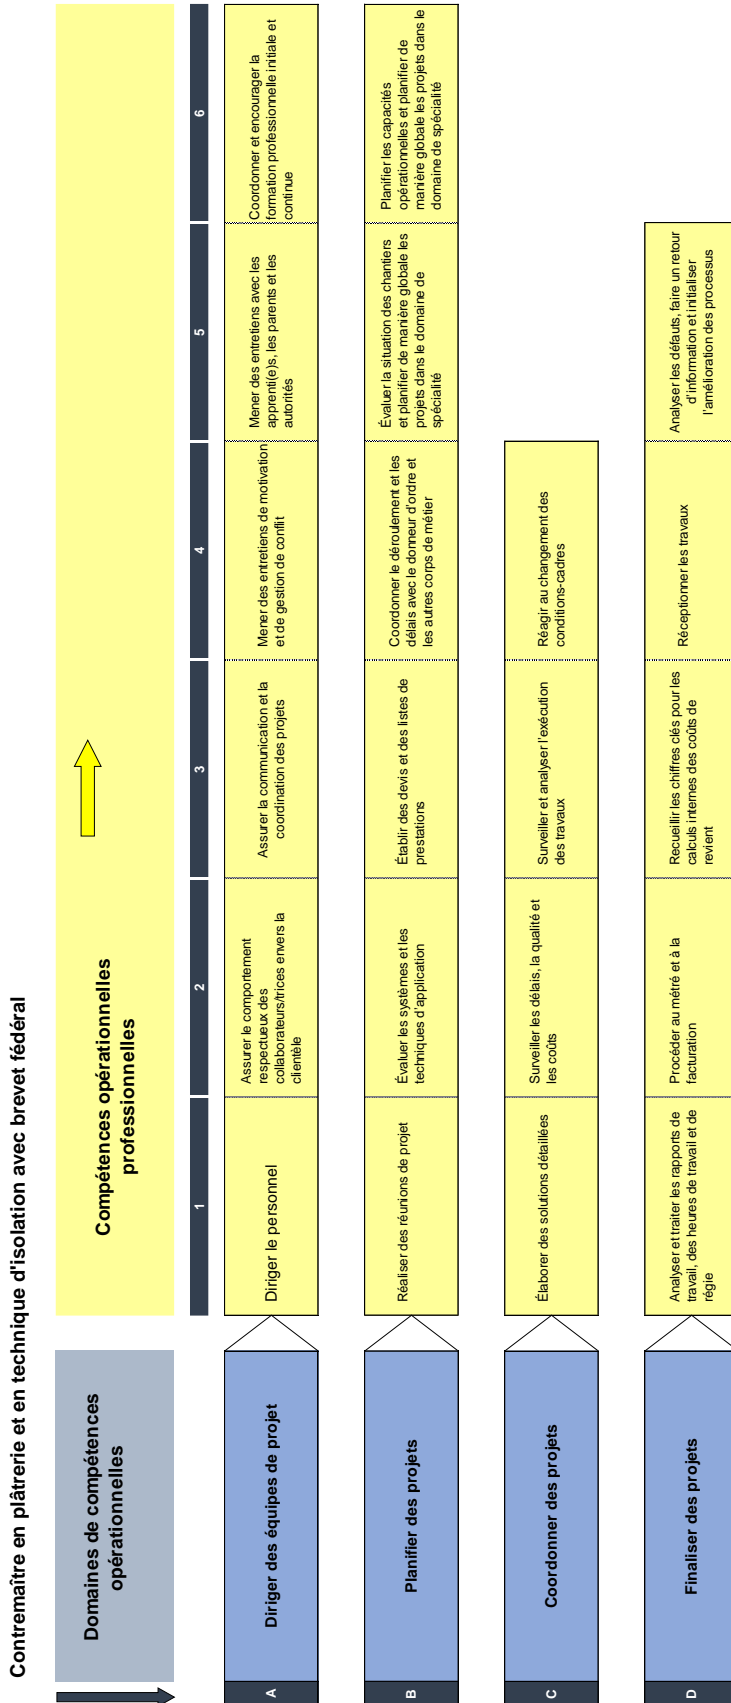 Contremaître en plâtrerie et en technique d'isolation avec brevet fédéral
Domaines de compétences
opérationnelles
Compétences opérationnelles
professionnelles
1
2
3
4
5
6
A
Diriger des équipes de projet
Diriger le personnel
Assurer le comportement
respectueux des
collaborateurs/trices envers la
clientèle
Assurer la communication et la
coordination des projets
Mener des entretiens de motivation
et de gestion de conflit
Mener des entretiens avec les
apprenti(e)s, les parents et les
autorités
Coordonner et encourager la
formation professionnelle initiale et
continue
B
Planifier des projets
Réaliser des réunions de projet
Évaluer les systèmes et les
techniques d'application
Établir des devis et des listes de
prestations
Coordonner le déroulement et les
délais avec le donneur d'ordre et
les autres corps de métier
Évaluer la situation des chantiers
et planifier de manière globale les
projets dans le domaine de
spécialité
Planifier les capacités
opérationnelles et planifier de
manière globale les projets dans le
domaine de spécialité
C
Coordonner des projets
Élaborer des solutions détaillées
Surveiller les délais, la qualité et
les coûts
Surveiller et analyser l'exécution
des travaux
Réagir au changement des
conditions-cadres
D
Finaliser des projets
Analyser et traiter les rapports de
travail, des heures de travail et de
régie
Procéder au métré et à la
facturation
Recueillir les chiffres clés pour les
calculs internes des coûts de
revient
Réceptionner les travaux
Analyser les défauts, faire un retour
d'information et initialiser
l'amélioration des processus